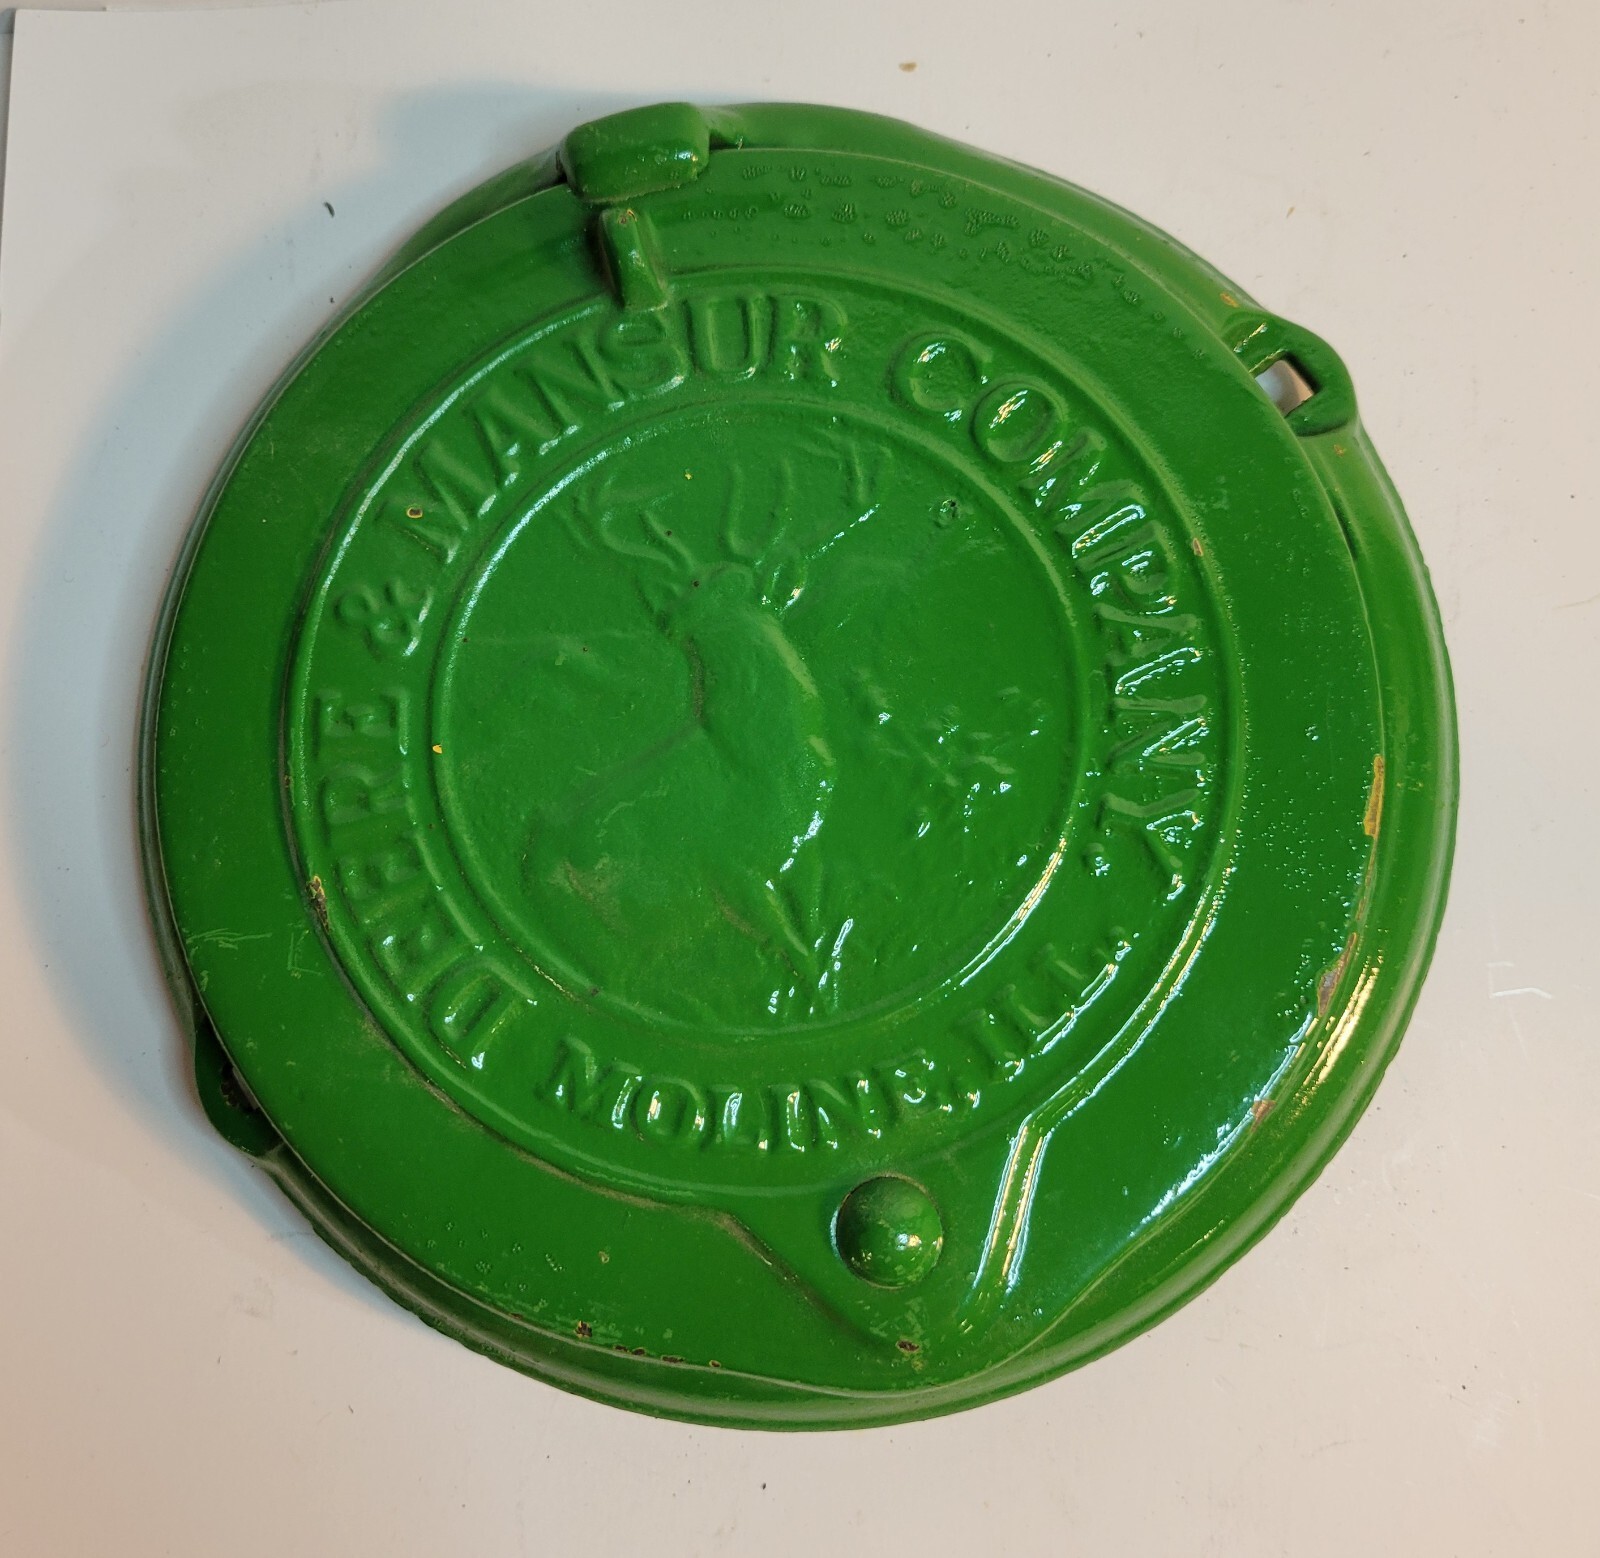 DEERE & MANSUR COMPANY.
MOLINE, ILL.